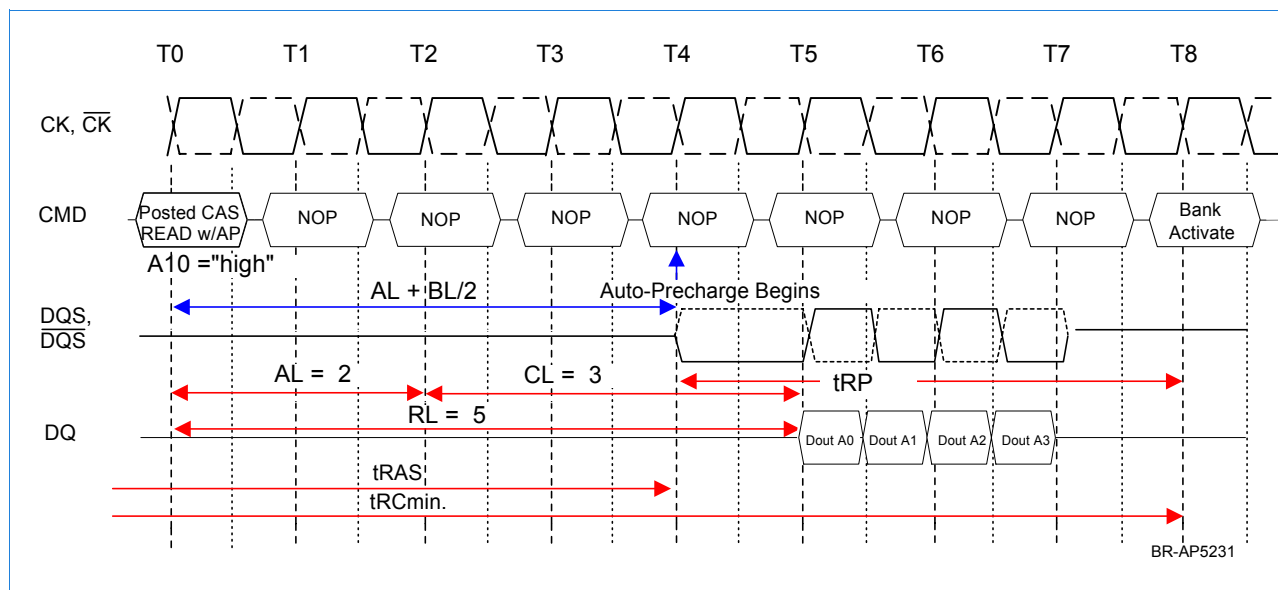 T0 T1 T2 T3 T4 T5 T6 T7 T8
CK, CK
CMD
Posted CAS
READ w/AP
NOP NOP NOP NOP NOP NOP NOP
Bank
Activate
A10 ="high"
AL + BL/2
Auto-Precharge Begins
DQS,
DQS
AL = 2
CL = 3
tRP
RL = 5
DQ
Dout A0 Dout A1 Dout A2 Dout A3
tRAS
tRCmin.
BR-AP5231